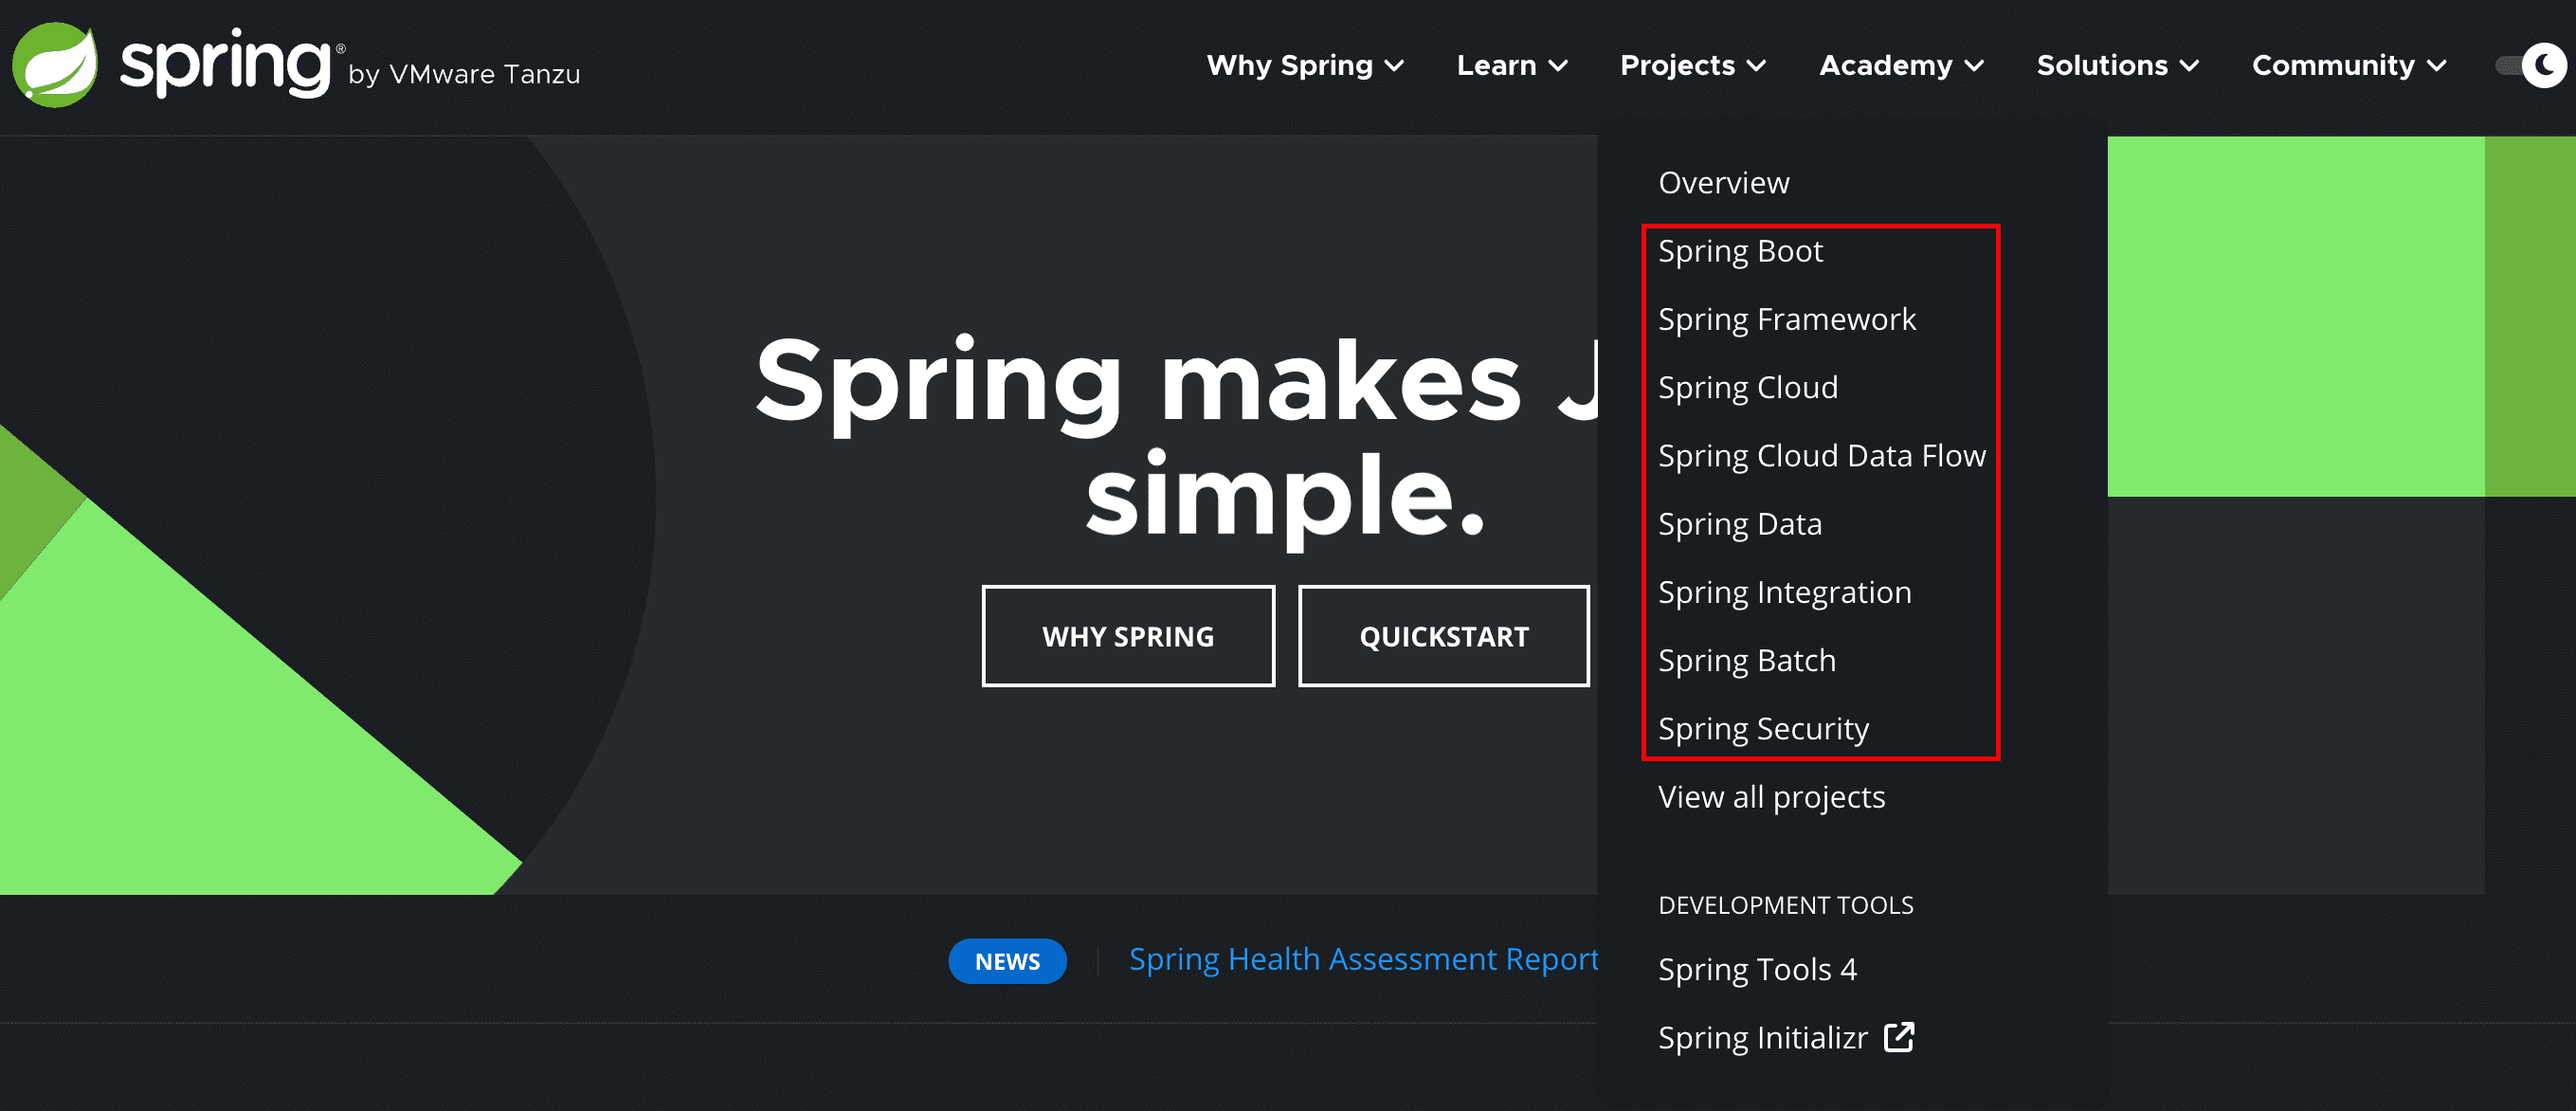 spring® by VMware Tanzu
Why Spring
Learn
Projects
Academy
Solutions
Community
Overview
Spring Boot
Spring Framework
Spring Cloud
Spring Cloud Data Flow
Spring Data
Spring Integration
Spring Batch
Spring Security
View all projects
DEVELOPMENT TOOLS
Spring Tools 4
Spring Initializr
Spring makes J
simple.
WHY SPRING
QUICKSTART
NEWS
Spring Health Assessment Report